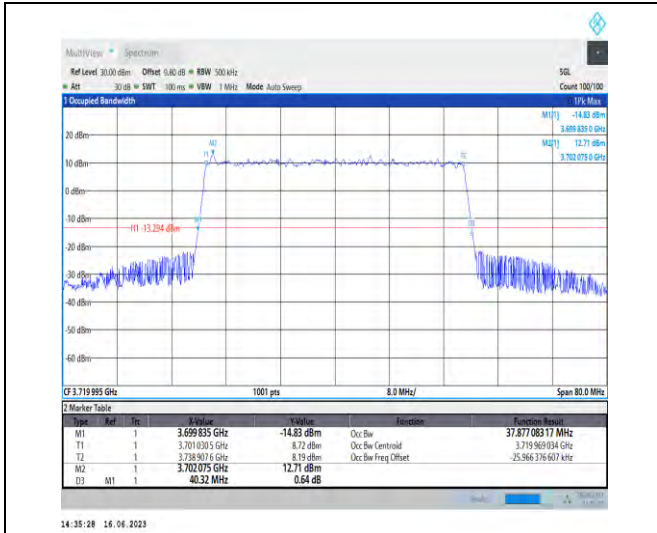 MultiView Spectrum
Ref Level 30.00 dBm Offset 0.80 dB RBW 500 kHz SGL
Att 30 dB SWT 100 ms VBW 1 MHz Mode Auto Sweep Count 100/100
1 Occupied Bandwidth 1Pk Max
M1[1] -14.83 dBm
3.699 835 0 GHz
M2[1] 12.71 dBm
3.702 075 0 GHz
20 dBm
M2
T1 T2
10 dBm
0 dBm
-10 dBm
M1 D3
H1 -13.294 dBm
-20 dBm
-30 dBm
-40 dBm
-50 dBm
-60 dBm
CF 3.719 995 GHz 1001 pts 8.0 MHz/ Span 80.0 MHz
2 Marker Table
Type Ref Trc X-Value Y-Value Function Function Result
M1 1 3.699 835 GHz -14.83 dBm Occ Bw 37.877 083 17 MHz
T1 1 3.701 030 5 GHz 8.72 dBm Occ Bw Centroid 3.719 969 034 GHz
T2 1 3.738 907 6 GHz 8.19 dBm Occ Bw Freq Offset -25.966 376 607 kHz
M2 1 3.702 075 GHz 12.71 dBm
D3 M1 1 40.32 MHz 0.64 dB
14:35:28 16.06.2023